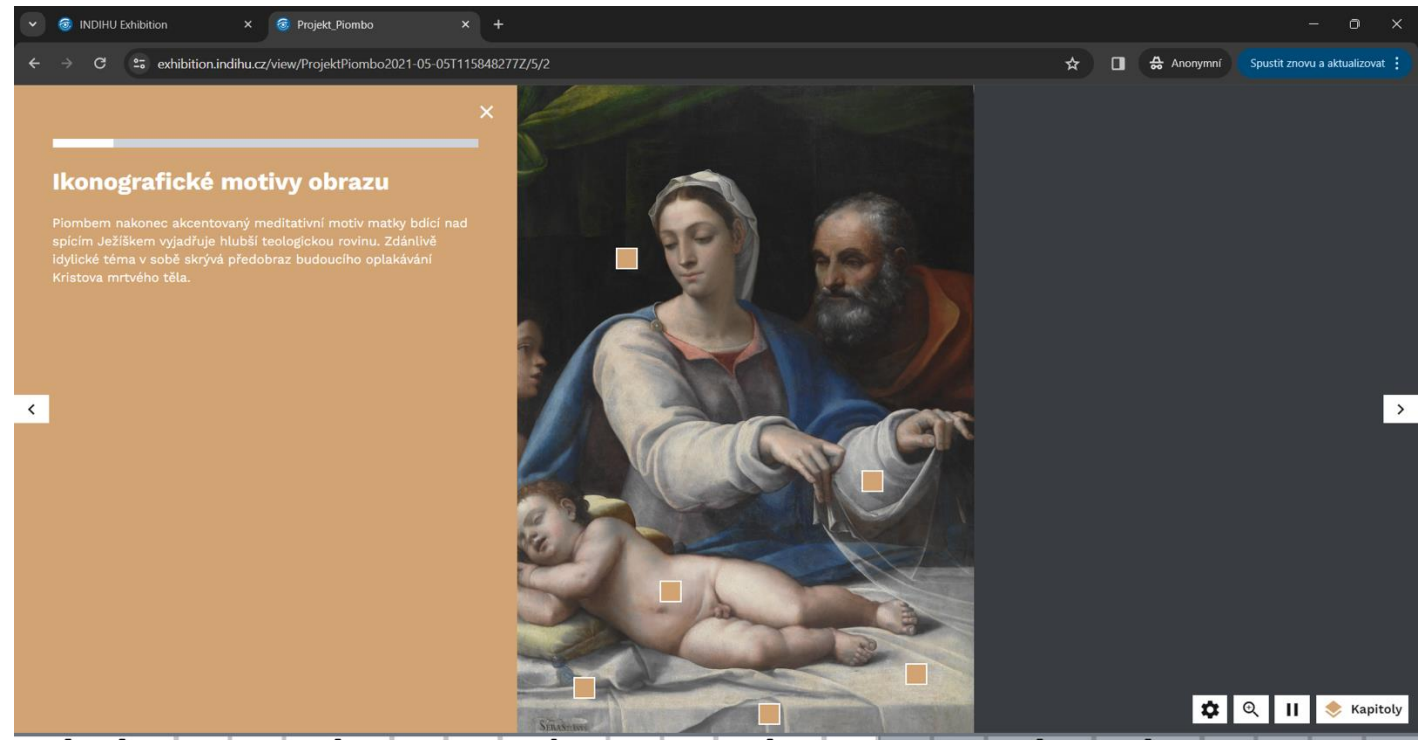 INDIHU Exhibition
Projekt_Piombo
exhibition.indihu.cz/view/ProjektPiombo2021-05-05T115848277Z/5/2
Anonymní
Spustit znovu a aktualizovat
Ikonografické motivy obrazu
Piombem nakonec akcentovaný meditativní motiv matky bdící nad
spícím Ježíškem vyjadřuje hlubší teologickou rovinu. Zdánlivě
idylické téma v sobě skrývá předobraz budoucího oplakávání
Kristova mrtvého těla.
Kapitoly